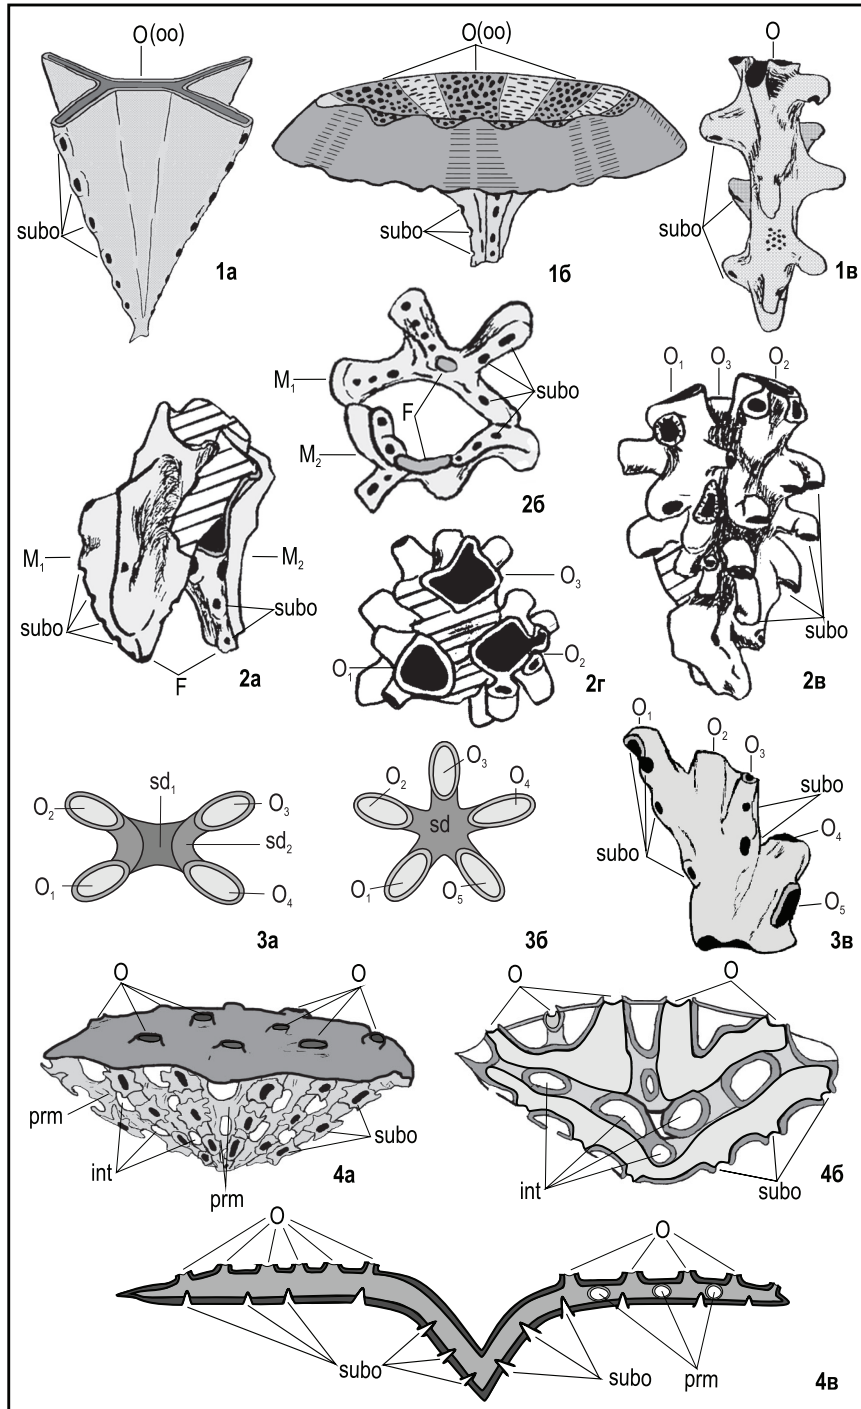 O(oo)
O(oo)
O
subo
subo
subo
1а
1б
1в
M₁
F
subo
M₂
2б
O₁
O₃
O₂
M₁
M₂
subo
subo
F
2а
O₃
O₁
O₂
2г
subo
2в
sd₁
O₂
O₃
sd₂
O₁
O₄
3а
O₃
O₂
O₄
sd
O₁
O₅
3б
O₁
O₂
O₃
subo
subo
O₄
O₅
3в
O
O
prm
subo
int
prm
4а
O
O
int
subo
4б
O
O
subo
subo
prm
4в